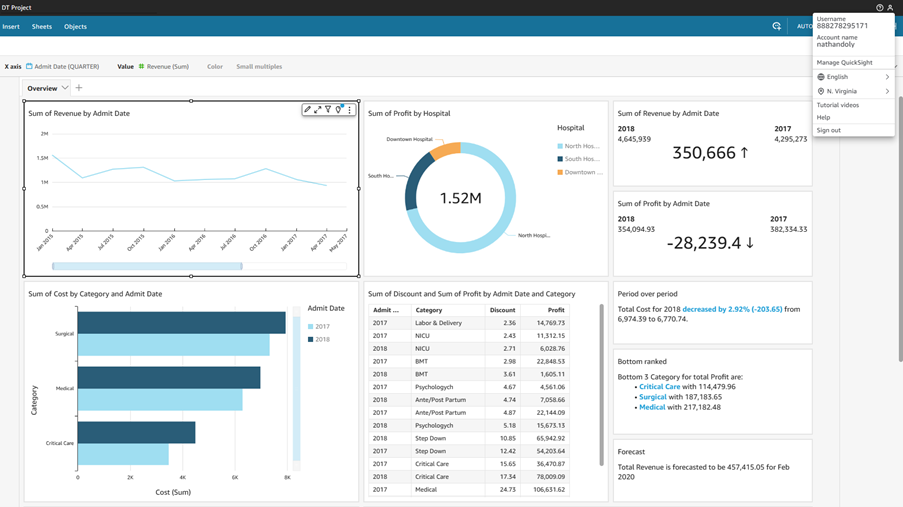 DT Project
Insert Sheets Objects
AUTO
Username
888278295171
Account name
nathandoly
Manage QuickSight
English
N. Virginia
Tutorial videos
Help
Sign out
X axis Admit Date (QUARTER) Value Revenue (Sum) Color Small multiples
Overview
Sum of Revenue by Admit Date
2M
1.5M
1M
0.5M
0
Jan 2015 Apr 2015 Jul 2015 Oct 2015 Jan 2016 Apr 2016 Jul 2016 Oct 2016 Jan 2017 Apr 2017 May 2017
Sum of Profit by Hospital
Downtown Hospital
South Ho...
1.52M
North Hospi...
Hospital
North Hos...
South Hos...
Downtown ...
Sum of Revenue by Admit Date
2018 2017
4,645,939 4,295,273
350,666 ↑
Sum of Profit by Admit Date
2018 2017
354,094.93 382,334.33
-28,239.4 ↓
Sum of Cost by Category and Admit Date
Category
Surgical
Medical
Critical Care
0 2K 4K 6K 8K
Cost (Sum)
Admit Date
2017
2018
Sum of Discount and Sum of Profit by Admit Date and Category
Admit ... Category Discount Profit
2017 Labor & Delivery 2.36 14,769.73
2017 NICU 2.43 11,312.15
2018 NICU 2.71 6,028.76
2017 BMT 2.98 22,848.53
2018 BMT 3.61 1,605.11
2017 Psychologych 4.67 4,561.06
2018 Ante/Post Partum 4.74 7,058.66
2017 Ante/Post Partum 4.87 22,144.09
2018 Psychologych 5.18 15,673.13
2018 Step Down 10.85 65,942.92
2017 Step Down 12.42 54,203.64
2017 Critical Care 15.65 36,470.87
2018 Critical Care 17.34 78,009.09
2017 Medical 24.73 106,631.62
Period over period
Total Cost for 2018 decreased by 2.92% (-203.65) from
6,974.39 to 6,770.74.
Bottom ranked
Bottom 3 Category for total Profit are:
• Critical Care with 114,479.96
• Surgical with 187,183.65
• Medical with 217,182.48
Forecast
Total Revenue is forecasted to be 457,415.05 for Feb
2020